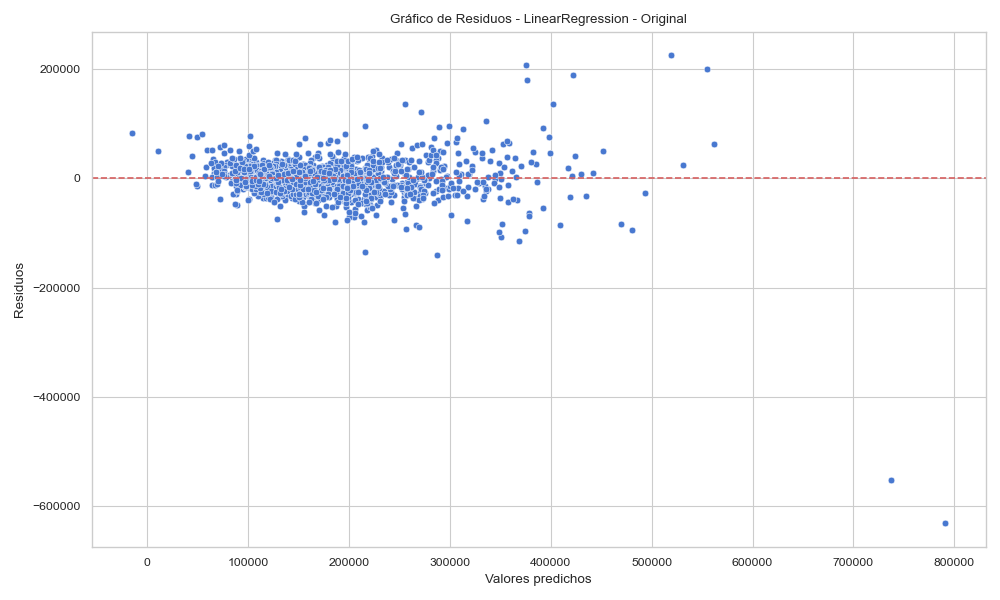 Gráfico de Residuos - LinearRegression - Original
200000
0
−200000
−400000
−600000
Residuos
0 100000 200000 300000 400000 500000 600000 700000 800000
Valores predichos